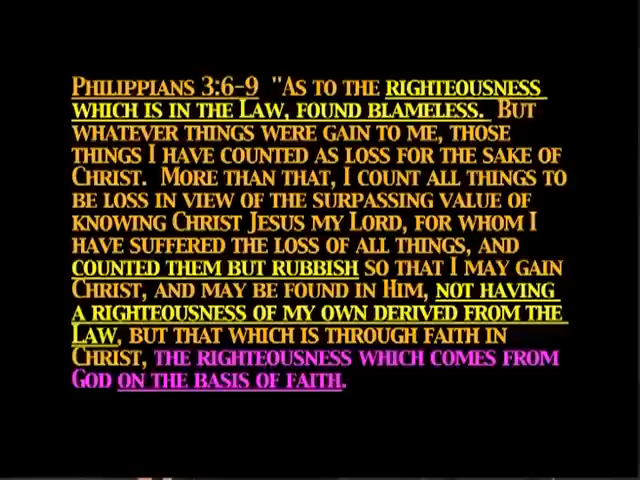 PHILIPPIANS 3:6-9 "AS TO THE RIGHTEOUSNESS
WHICH IS IN THE LAW, FOUND BLAMELESS. BUT
WHATEVER THINGS WERE GAIN TO ME, THOSE
THINGS I HAVE COUNTED AS LOSS FOR THE SAKE OF
CHRIST. MORE THAN THAT, I COUNT ALL THINGS TO
BE LOSS IN VIEW OF THE SURPASSING VALUE OF
KNOWING CHRIST JESUS MY LORD, FOR WHOM I
HAVE SUFFERED THE LOSS OF ALL THINGS, AND
COUNTED THEM BUT RUBBISH SO THAT I MAY GAIN
CHRIST, AND MAY BE FOUND IN HIM, NOT HAVING
A RIGHTEOUSNESS OF MY OWN DERIVED FROM THE
LAW, BUT THAT WHICH IS THROUGH FAITH IN
CHRIST, THE RIGHTEOUSNESS WHICH COMES FROM
GOD ON THE BASIS OF FAITH.